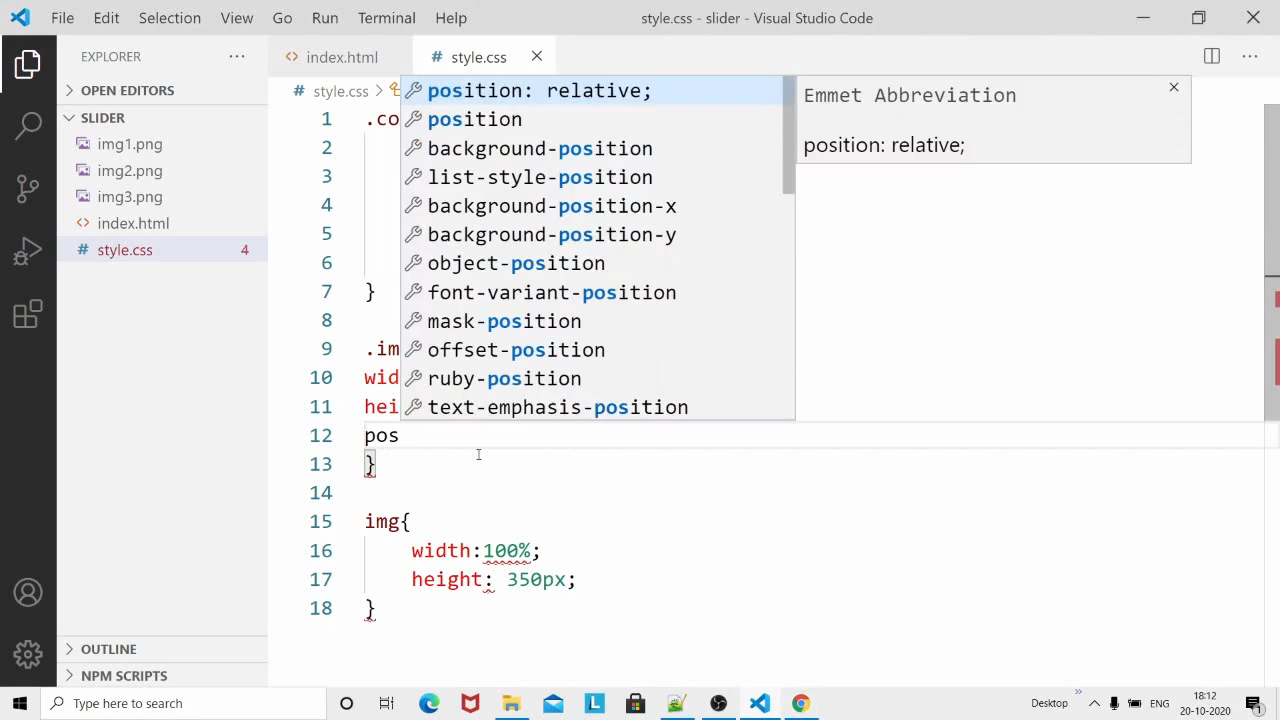 File Edit Selection View Go Run Terminal Help
style.css - slider - Visual Studio Code
EXPLORER ...
<> index.html
# style.css
...
OPEN EDITORS
# style.css >
SLIDER
img1.png
img2.png
img3.png
<> index.html
# style.css 4
position: relative;
position
background-position
list-style-position
background-position-x
background-position-y
object-position
font-variant-position
mask-position
offset-position
ruby-position
text-emphasis-position
Emmet Abbreviation
position: relative;
1 .co
2
3
4
5
6
7 }
8
9 .im
10 wid
11 hei
12 pos
13 }
14
15 img{
16 width:100%;
17 height: 350px;
18 }
OUTLINE
NPM SCRIPTS
Type here to search
L
Desktop
»
ENG
18:12
20-10-2020
1